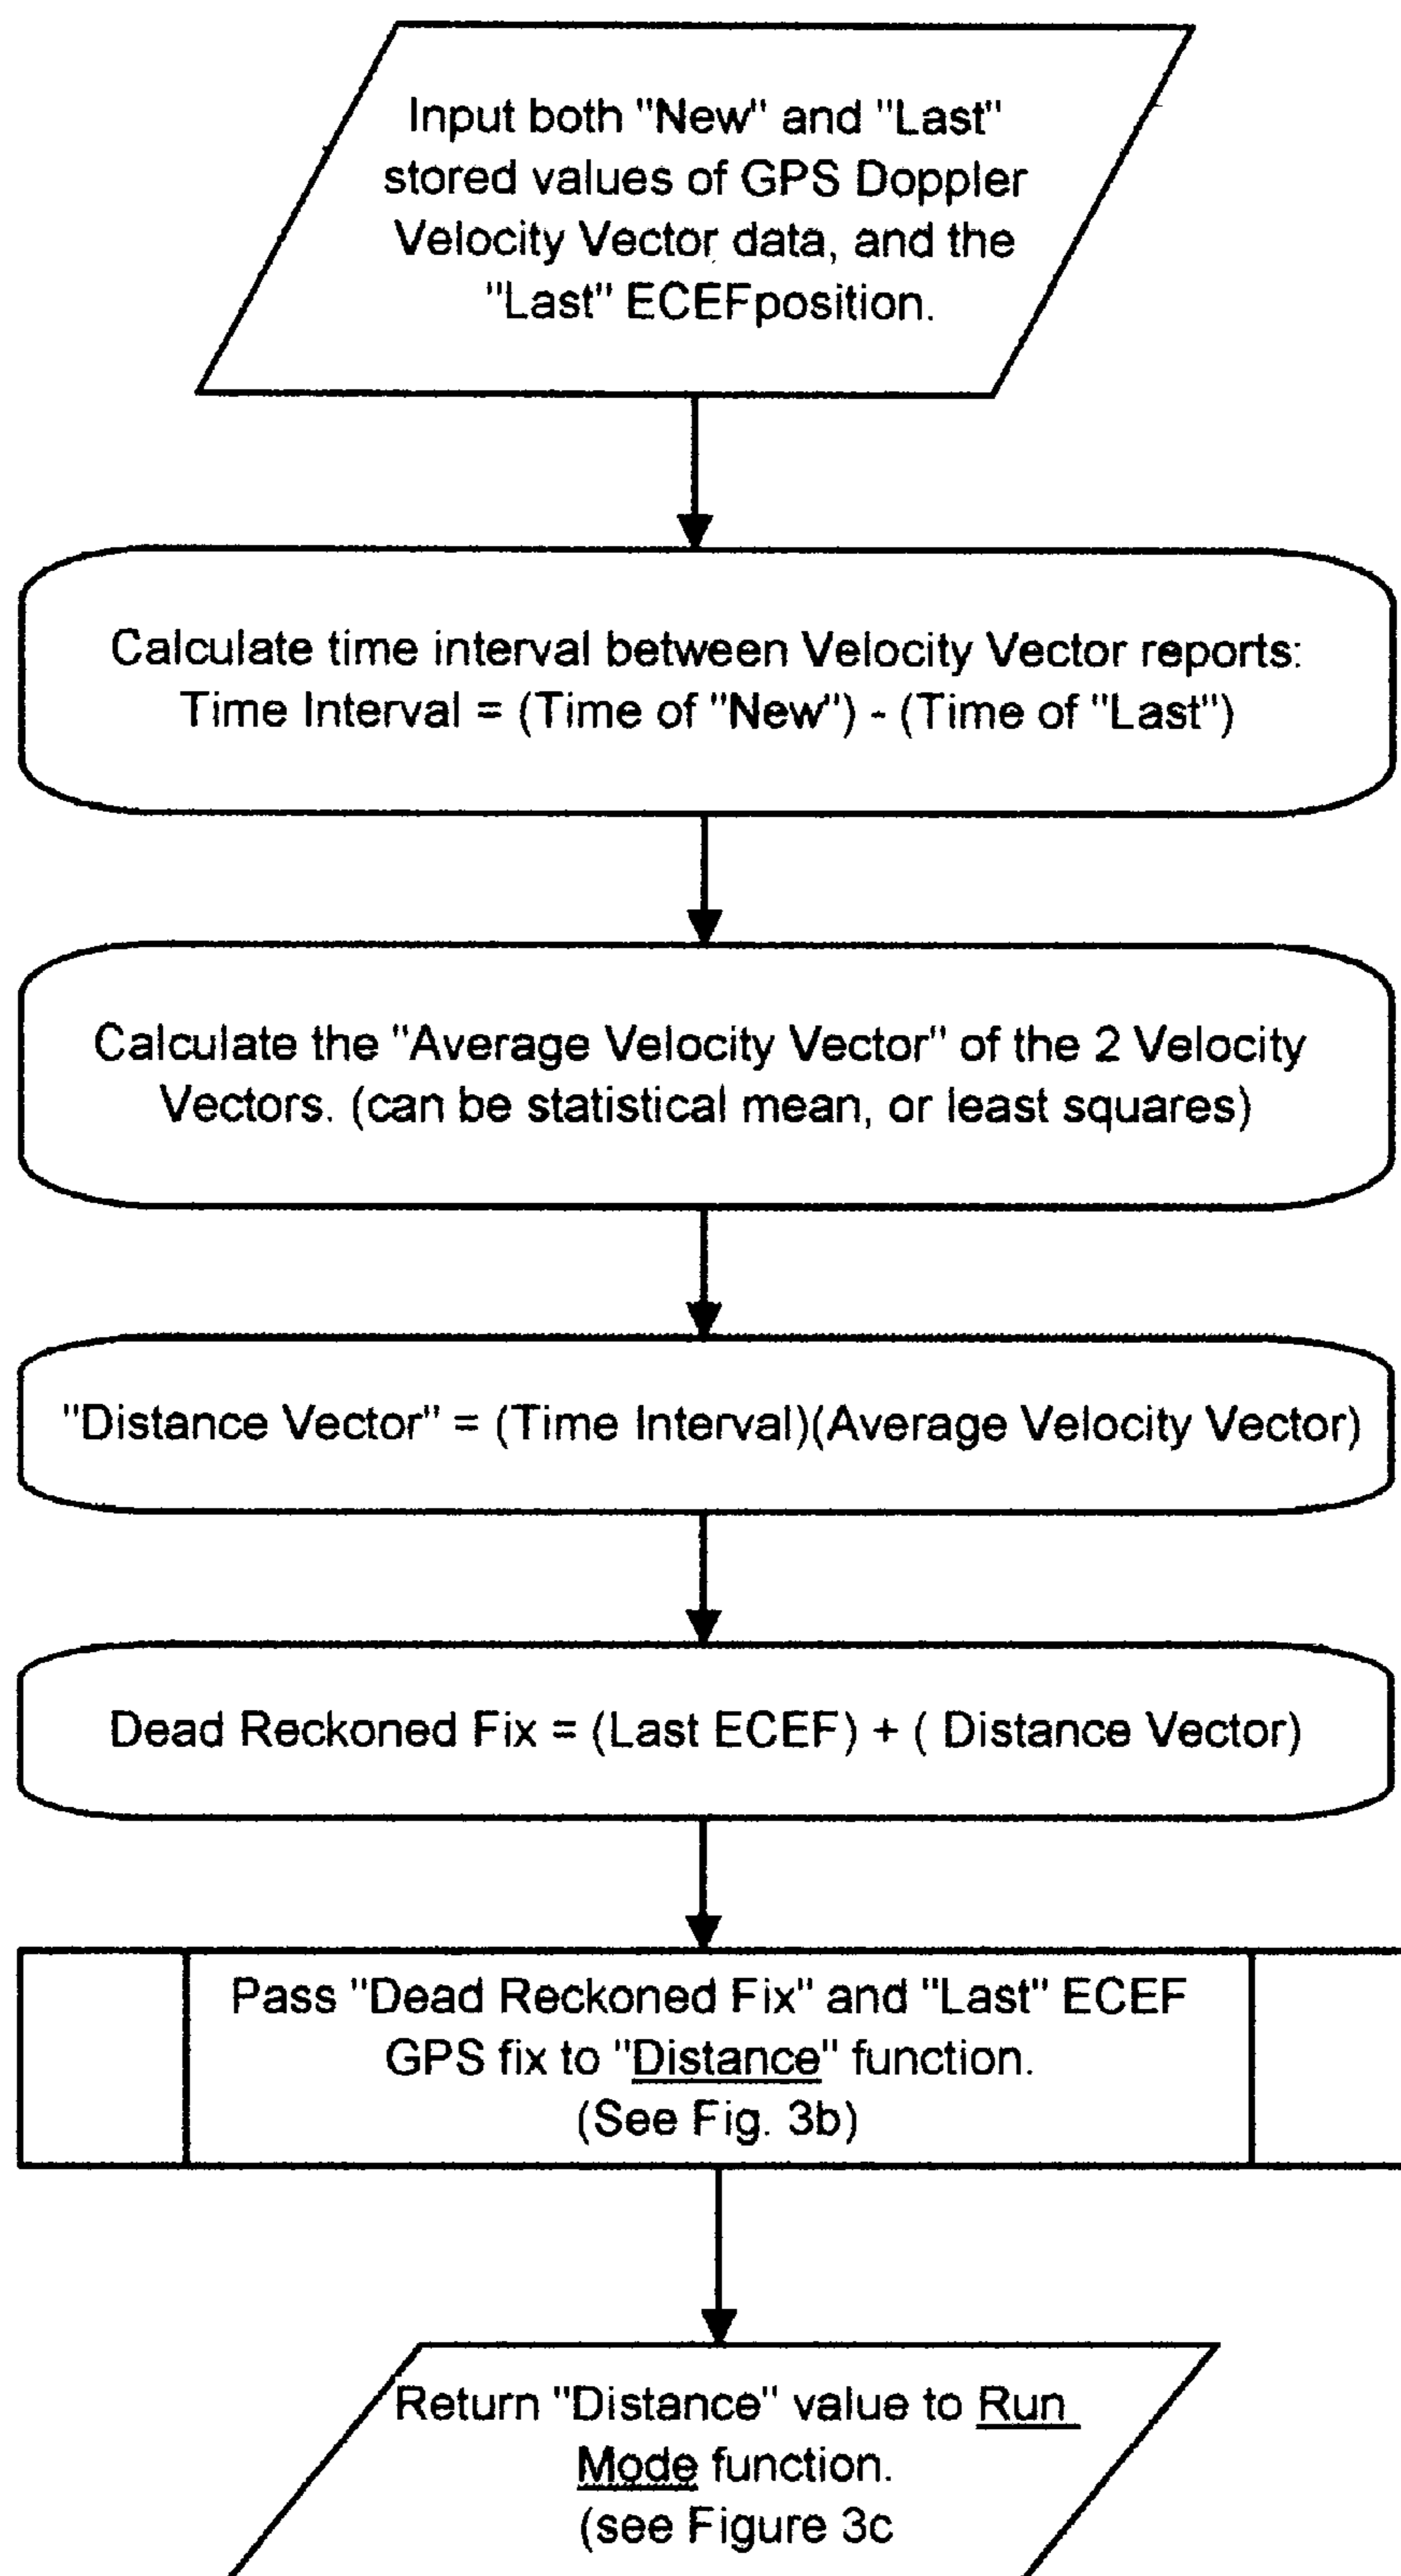 Input both "New" and "Last"
stored values of GPS Doppler
Velocity Vector data, and the
"Last" ECEFposition.
Calculate time interval between Velocity Vector reports:
Time Interval = (Time of "New") - (Time of "Last")
Calculate the "Average Velocity Vector" of the 2 Velocity
Vectors. (can be statistical mean, or least squares)
"Distance Vector" = (Time Interval)(Average Velocity Vector)
Dead Reckoned Fix = (Last ECEF) + ( Distance Vector)
Pass "Dead Reckoned Fix" and "Last" ECEF
GPS fix to "Distance" function.
(See Fig. 3b)
Return "Distance" value to Run
Mode function.
(see Figure 3c